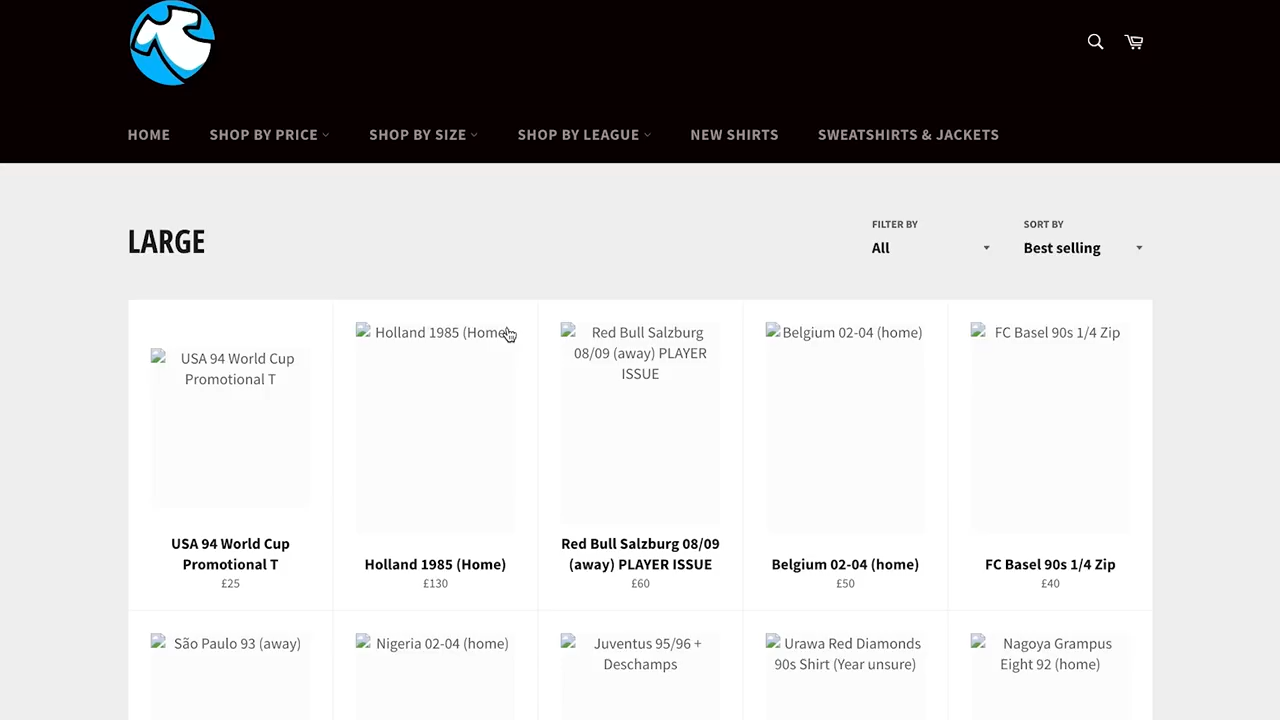 HOME SHOP BY PRICE SHOP BY SIZE SHOP BY LEAGUE NEW SHIRTS SWEATSHIRTS & JACKETS
LARGE
FILTER BY
All
SORT BY
Best selling
USA 94 World Cup
Promotional T
Holland 1985 (Home)
Red Bull Salzburg
08/09 (away) PLAYER
ISSUE
Belgium 02-04 (home)
FC Basel 90s 1/4 Zip
USA 94 World Cup
Promotional T
£25
Holland 1985 (Home)
£130
Red Bull Salzburg 08/09
(away) PLAYER ISSUE
£60
Belgium 02-04 (home)
£50
FC Basel 90s 1/4 Zip
£40
São Paulo 93 (away)
Nigeria 02-04 (home)
Juventus 95/96 +
Deschamps
Urawa Red Diamonds
90s Shirt (Year unsure)
Nagoya Grampus
Eight 92 (home)